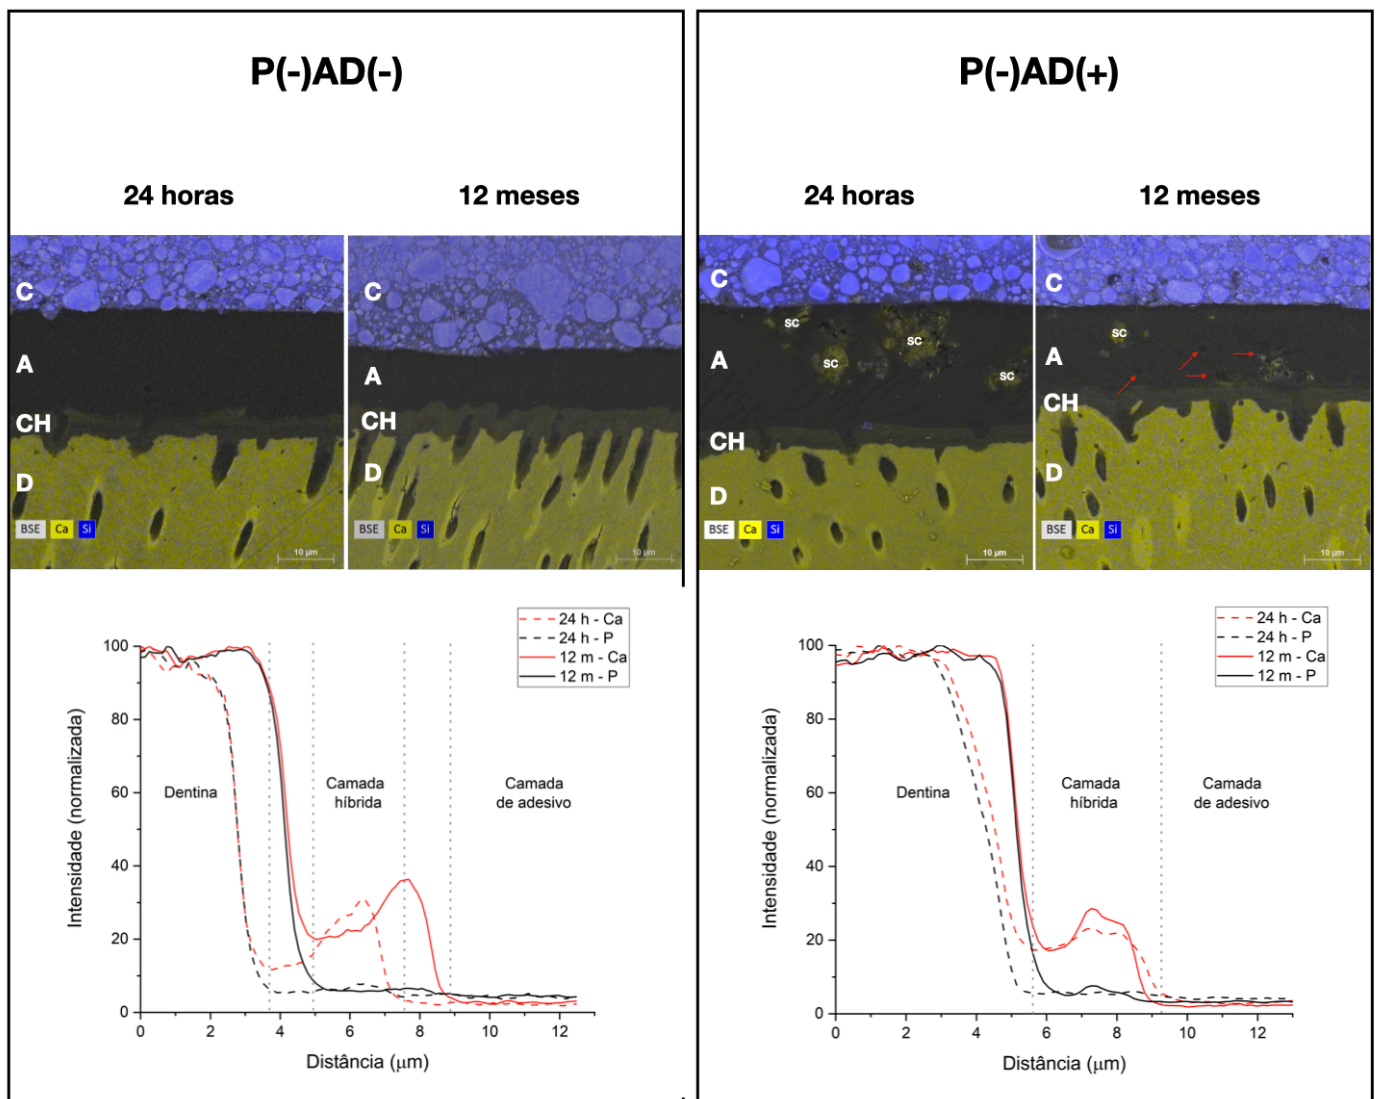 P(-)AD(-)
24 horas
12 meses
C
A
CH
D
BSE Ca Si
10 µm
C
A
CH
D
BSE Ca Si
10 µm
24 h - Ca
24 h - P
12 m - Ca
12 m - P
Intensidade (normalizada)
100
80
60
40
20
0
Dentina
Camada
híbrida
Camada
de adesivo
0 2 4 6 8 10 12
Distância (µm)
P(-)AD(+)
24 horas
12 meses
C
A
CH
D
sc
sc
sc
sc
BSE Ca Si
10 µm
C
A
CH
D
sc
BSE Ca Si
10 µm
24 h - Ca
24 h - P
12 m - Ca
12 m - P
Intensidade (normalizada)
100
80
60
40
20
0
Dentina
Camada
híbrida
Camada
de adesivo
0 2 4 6 8 10 12
Distância (µm)